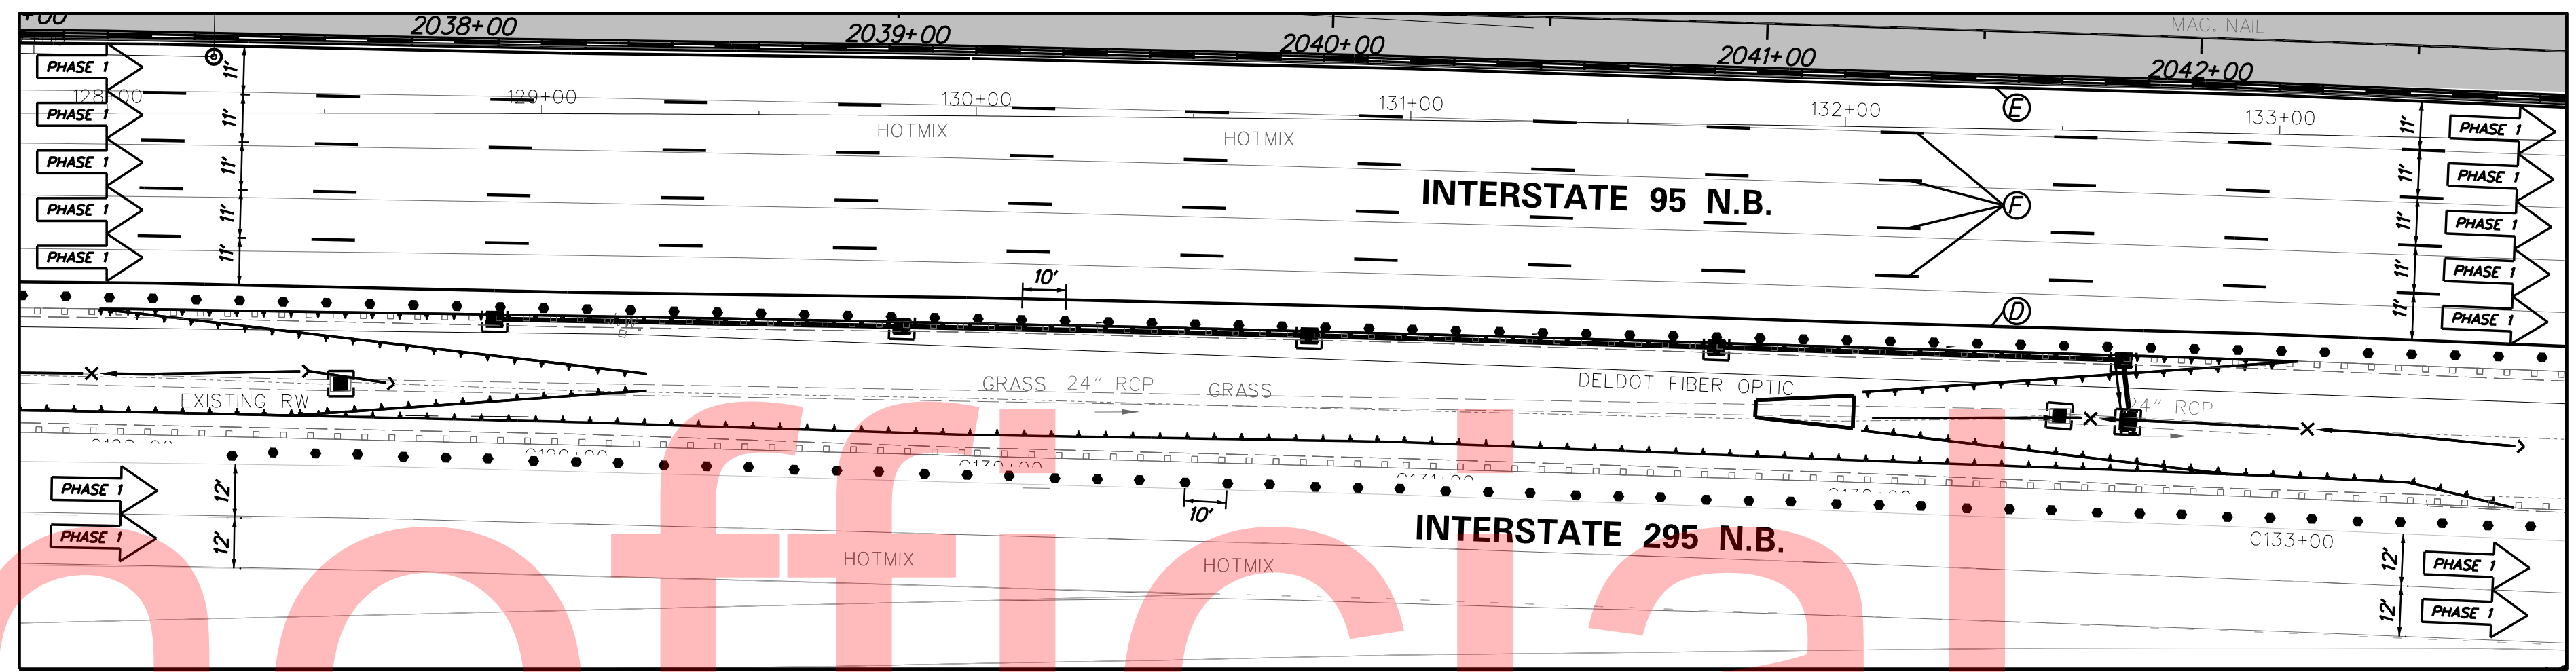 +00 2038+00 2039+00 2040+00 2041+00 2042+00 MAG. NAIL
PHASE 1 11' PHASE 1
128+00 129+00 130+00 131+00 132+00 133+00 E
PHASE 1 11' HOTMIX HOTMIX 11' PHASE 1
PHASE 1 11' INTERSTATE 95 N.B. F 11' PHASE 1
PHASE 1 11' 11' PHASE 1
PHASE 1 11' 10' D 11' PHASE 1
11'
EXISTING RW GRASS 24" RCP GRASS DELDOT FIBER OPTIC 24" RCP
PHASE 1 12' 10'
PHASE 1 12' INTERSTATE 295 N.B. C133+00
HOTMIX HOTMIX 12' PHASE 1
12' PHASE 1
official